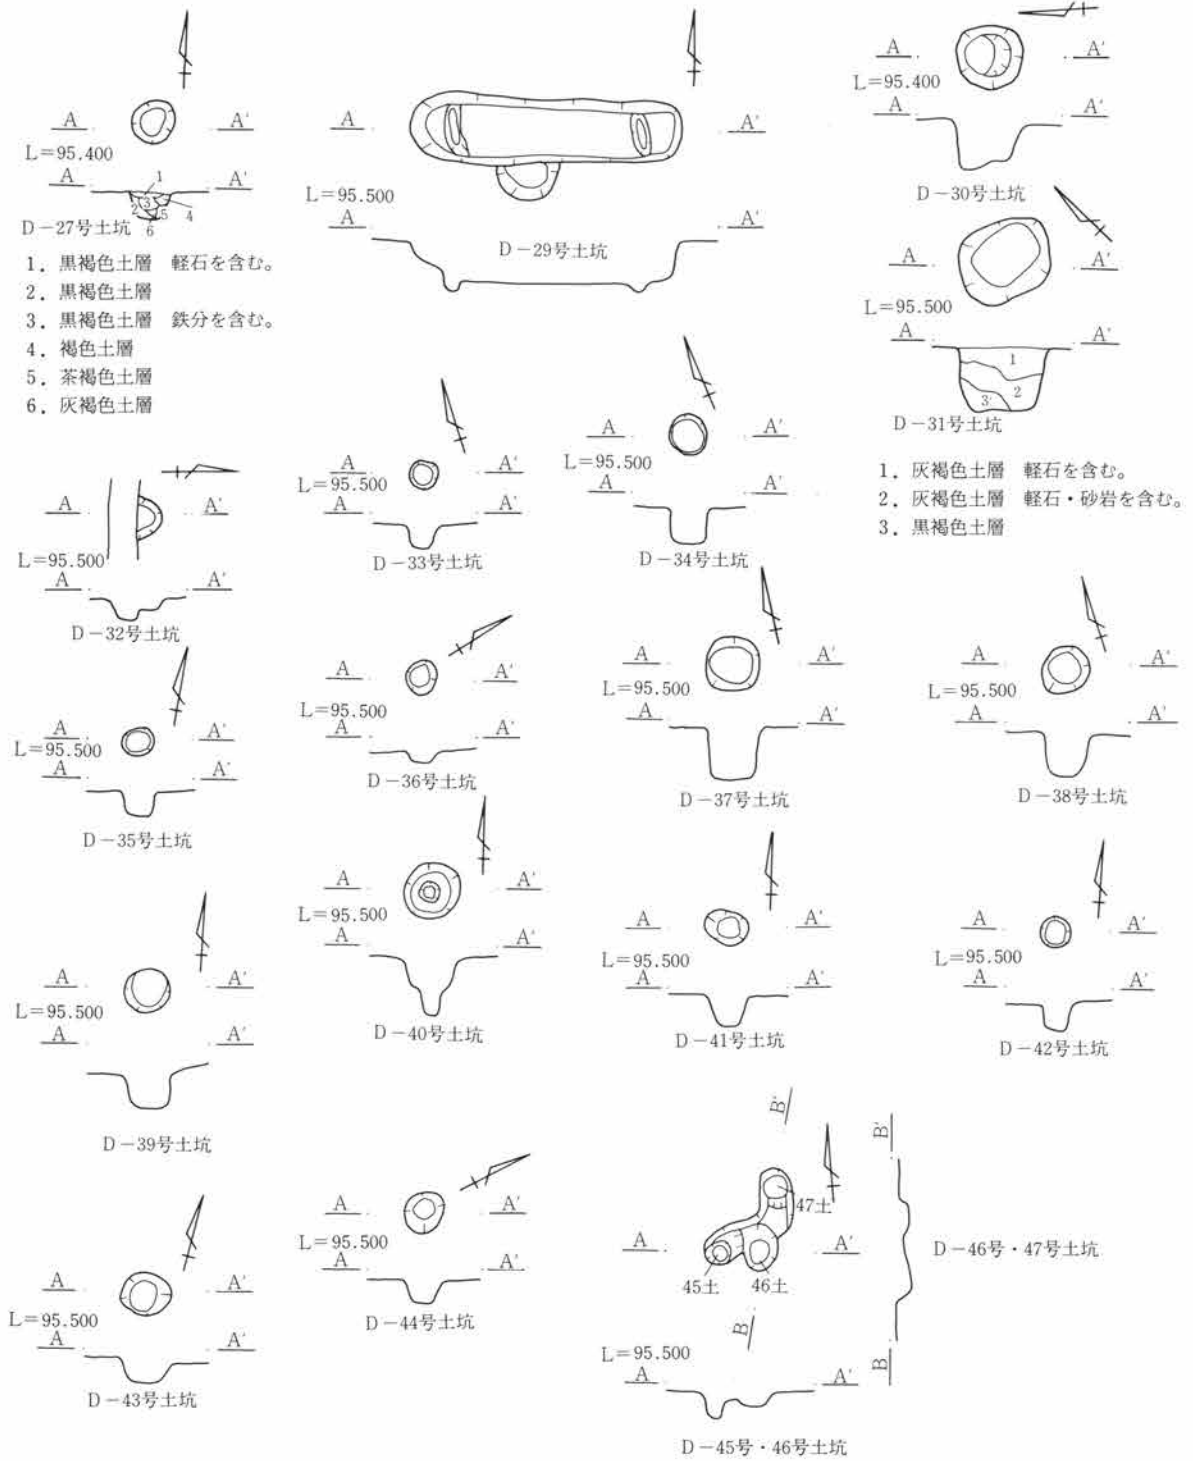 A A'
L=95.400
A A'
1
2 3 5 4
6
D-27号土坑
1．黒褐色土層　軽石を含む。
2．黒褐色土層
3．黒褐色土層　鉄分を含む。
4．褐色土層
5．茶褐色土層
6．灰褐色土層
A A'
L=95.500
A A'
D-29号土坑
A A'
L=95.400
A A'
D-30号土坑
A A'
L=95.500
A A'
1
2
3
D-31号土坑
1．灰褐色土層　軽石を含む。
2．灰褐色土層　軽石・砂岩を含む。
3．黒褐色土層
A A'
L=95.500
A A'
D-32号土坑
A A'
L=95.500
A A'
D-33号土坑
A A'
L=95.500
A A'
D-34号土坑
A A'
L=95.500
A A'
D-35号土坑
A A'
L=95.500
A A'
D-36号土坑
A A'
L=95.500
A A'
D-37号土坑
A A'
L=95.500
A A'
D-38号土坑
A A'
L=95.500
A A'
D-39号土坑
A A'
L=95.500
A A'
D-40号土坑
A A'
L=95.500
A A'
D-41号土坑
A A'
L=95.500
A A'
D-42号土坑
A A'
L=95.500
A A'
D-43号土坑
A A'
L=95.500
A A'
D-44号土坑
B' B'
47土
A A'
D-46号・47号土坑
45土 46土
B
L=95.500
B
A A'
D-45号・46号土坑